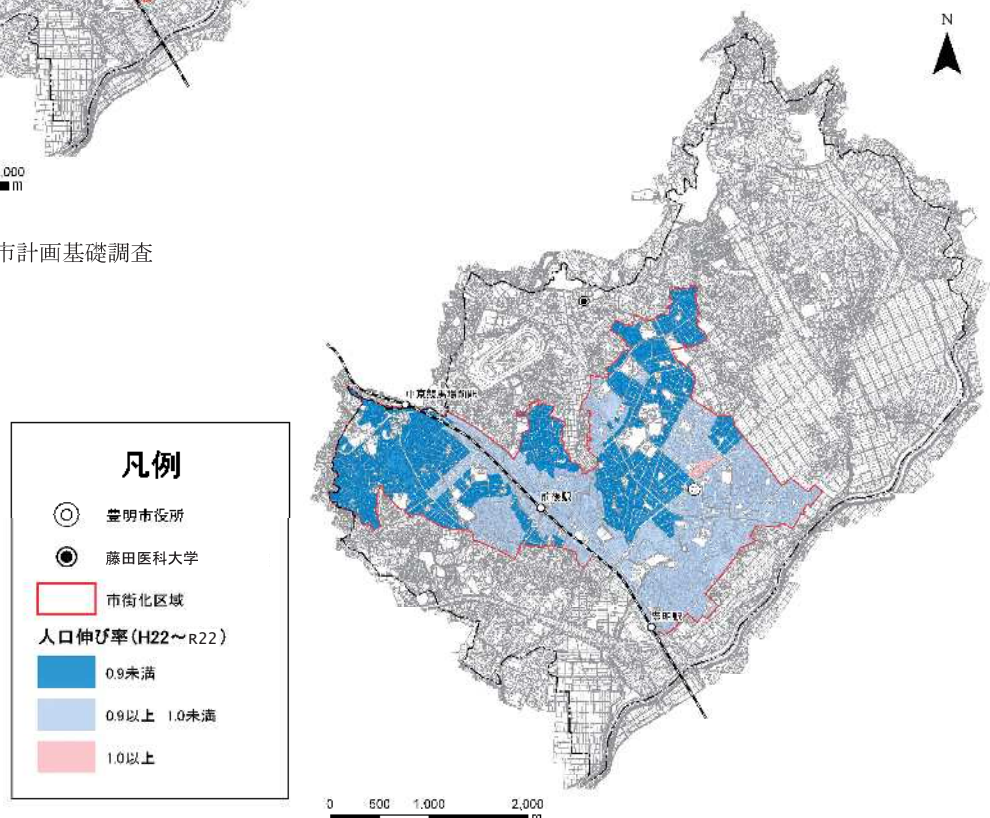 ,000
m
市計画基礎調査
N
中京競馬場前駅
前後駅
豊明駅
凡例
豊明市役所
藤田医科大学
市街化区域
人口伸び率(H22～R22)
0.9未満
0.9以上 1.0未満
1.0以上
0 500 1,000 2,000
m